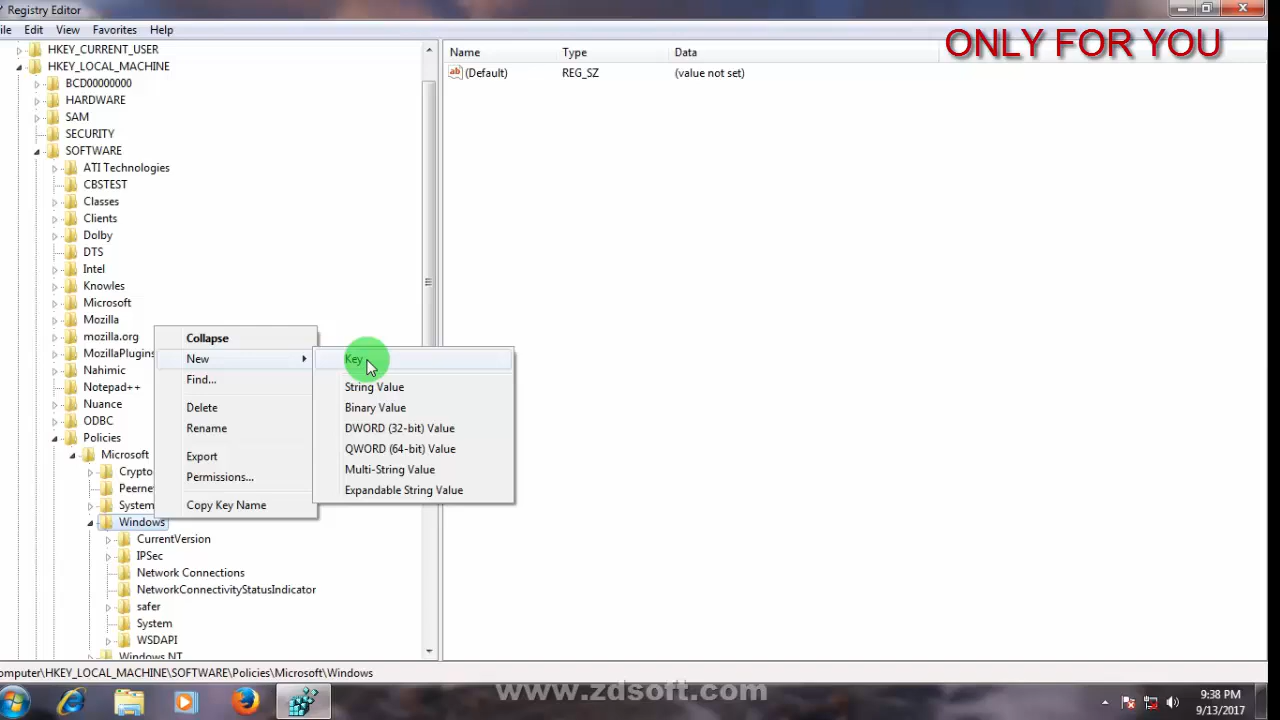 Registry Editor
ile Edit View Favorites Help
ONLY FOR YOU
HKEY_CURRENT_USER
HKEY_LOCAL_MACHINE
BCD00000000
HARDWARE
SAM
SECURITY
SOFTWARE
ATI Technologies
CBSTEST
Classes
Clients
Dolby
DTS
Intel
Knowles
Microsoft
Mozilla
mozilla.org
MozillaPlugins
Nahimic
Notepad++
Nuance
ODBC
Policies
Microsoft
Crypto
Peerne
System
Windows
CurrentVersion
IPSec
Network Connections
NetworkConnectivityStatusIndicator
safer
System
WSDAPI
Windows NT
Name Type Data
ab (Default) REG_SZ (value not set)
Collapse
New
Find...
Delete
Rename
Export
Permissions...
Copy Key Name
Key
String Value
Binary Value
DWORD (32-bit) Value
QWORD (64-bit) Value
Multi-String Value
Expandable String Value
omputer\HKEY_LOCAL_MACHINE\SOFTWARE\Policies\Microsoft\Windows
www.zdsoft.com
9:38 PM
9/13/2017